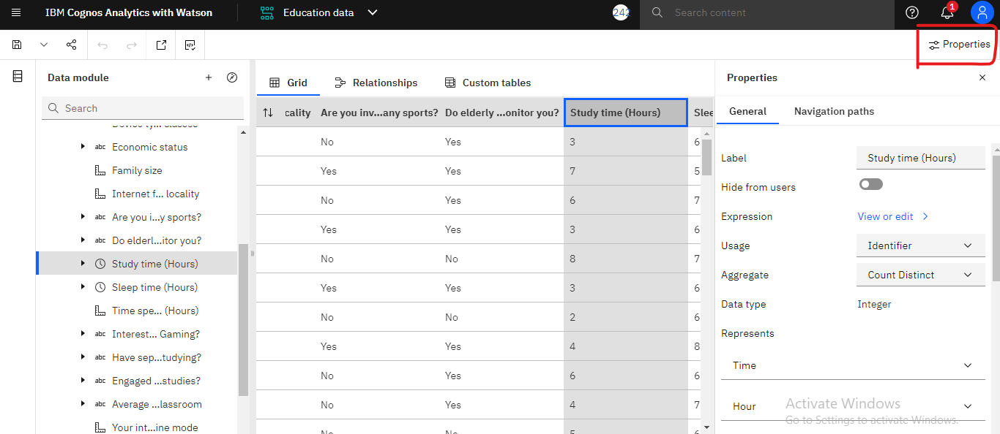 IBM Cognos Analytics with Watson
Education data
242
Search content
1
Properties
Data module
Search
Economic status
Family size
Internet f... locality
Are you i...y sports?
Do elderl...itor you?
Study time (Hours)
Sleep time (Hours)
Time spe... (Hours)
Interest... Gaming?
Have sep...tudying?
Engaged ...studies?
Average ...lassroom
Your int...ine mode
abc
abc
abc
abc
abc
abc
abc
Grid
Relationships
Custom tables
cality Are you inv...any sports? Do elderly ...onitor you? Study time (Hours) Slee
No Yes 3 6
Yes Yes 7 5
No Yes 6 7
Yes Yes 3 6
No No 8 7
Yes Yes 3 6
No No 2 6
Yes Yes 4 8
No Yes 6 6
No Yes 4 7
Properties
General
Navigation paths
Label Study time (Hours)
Hide from users
Expression View or edit
Usage Identifier
Aggregate Count Distinct
Data type Integer
Represents
Time
Hour
Activate Windows
Go to Settings to activate Windows.